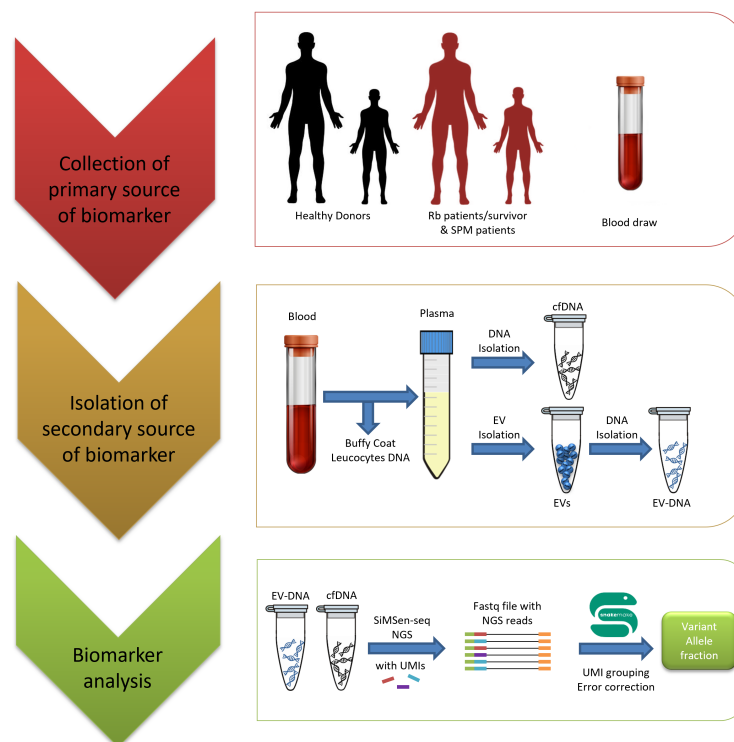 Collection of
primary source
of biomarker
Healthy Donors
Rb patients/survivor
& SPM patients
Blood draw
Isolation of
secondary source
of biomarker
Blood
Plasma
Buffy Coat
Leucocytes DNA
DNA
Isolation
cfDNA
EV
Isolation
EVs
DNA
Isolation
EV-DNA
Biomarker
analysis
EV-DNA
cfDNA
SiMSen-seq
NGS
with UMIs
Fastq file with
NGS reads
snakemake
UMI grouping
Error correction
Variant
Allele
fraction